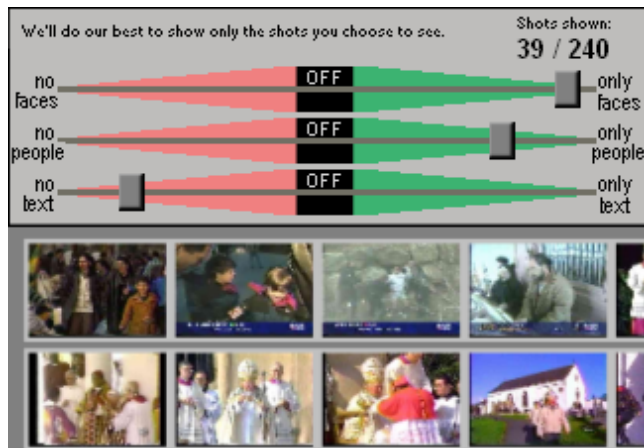 We'll do our best to show only the shots you choose to see.
Shots shown:
39 / 240
no faces
OFF
only faces
no people
OFF
only people
no text
OFF
only text